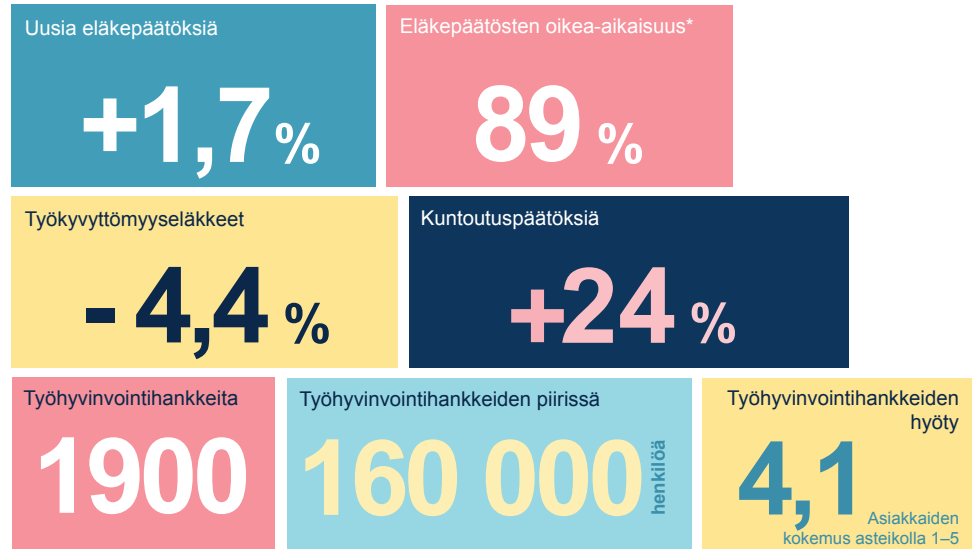 Uusia eläkepäätöksiä
+1,7 %
Eläkepäätösten oikea-aikaisuus*
89 %
Työkyvyttömyyseläkkeet
- 4,4 %
Kuntoutuspäätöksiä
+24 %
Työhyvinvointihankkeita
1900
Työhyvinvointihankkeiden piirissä
160 000 henkilöä
Työhyvinvointihankkeiden
hyöty
4,1
Asiakkaiden
kokemus asteikolla 1–5